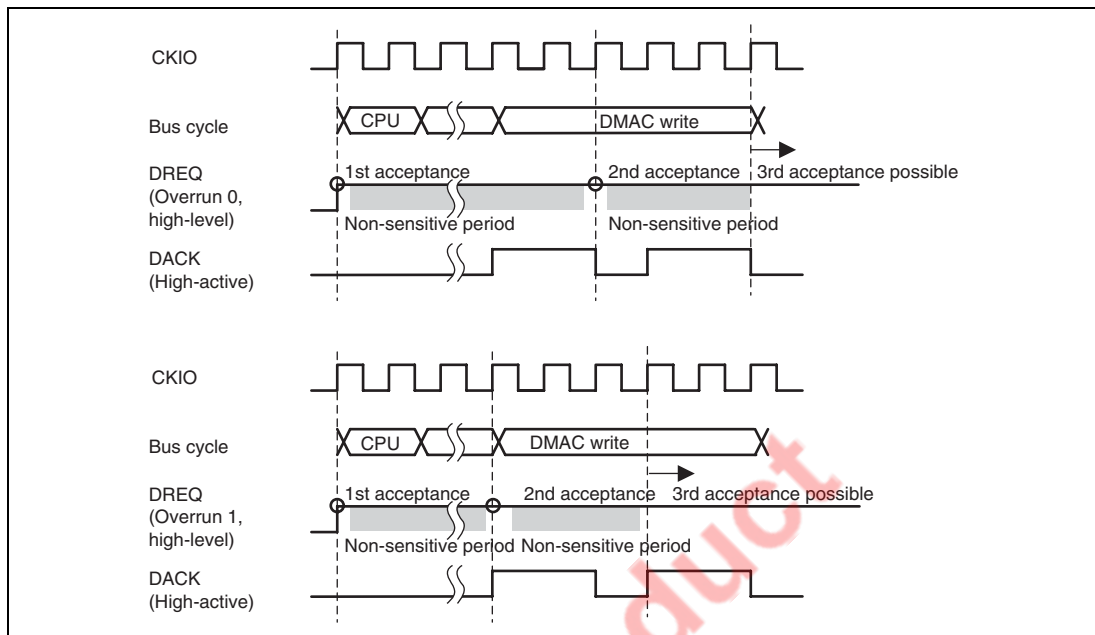 CKIO
Bus cycle
CPU
DMAC write
DREQ
(Overrun 0,
high-level)
1st acceptance
2nd acceptance
3rd acceptance possible
Non-sensitive period
Non-sensitive period
DACK
(High-active)
CKIO
Bus cycle
CPU
DMAC write
DREQ
(Overrun 1,
high-level)
1st acceptance
2nd acceptance
3rd acceptance possible
Non-sensitive period
Non-sensitive period
DACK
(High-active)
duct